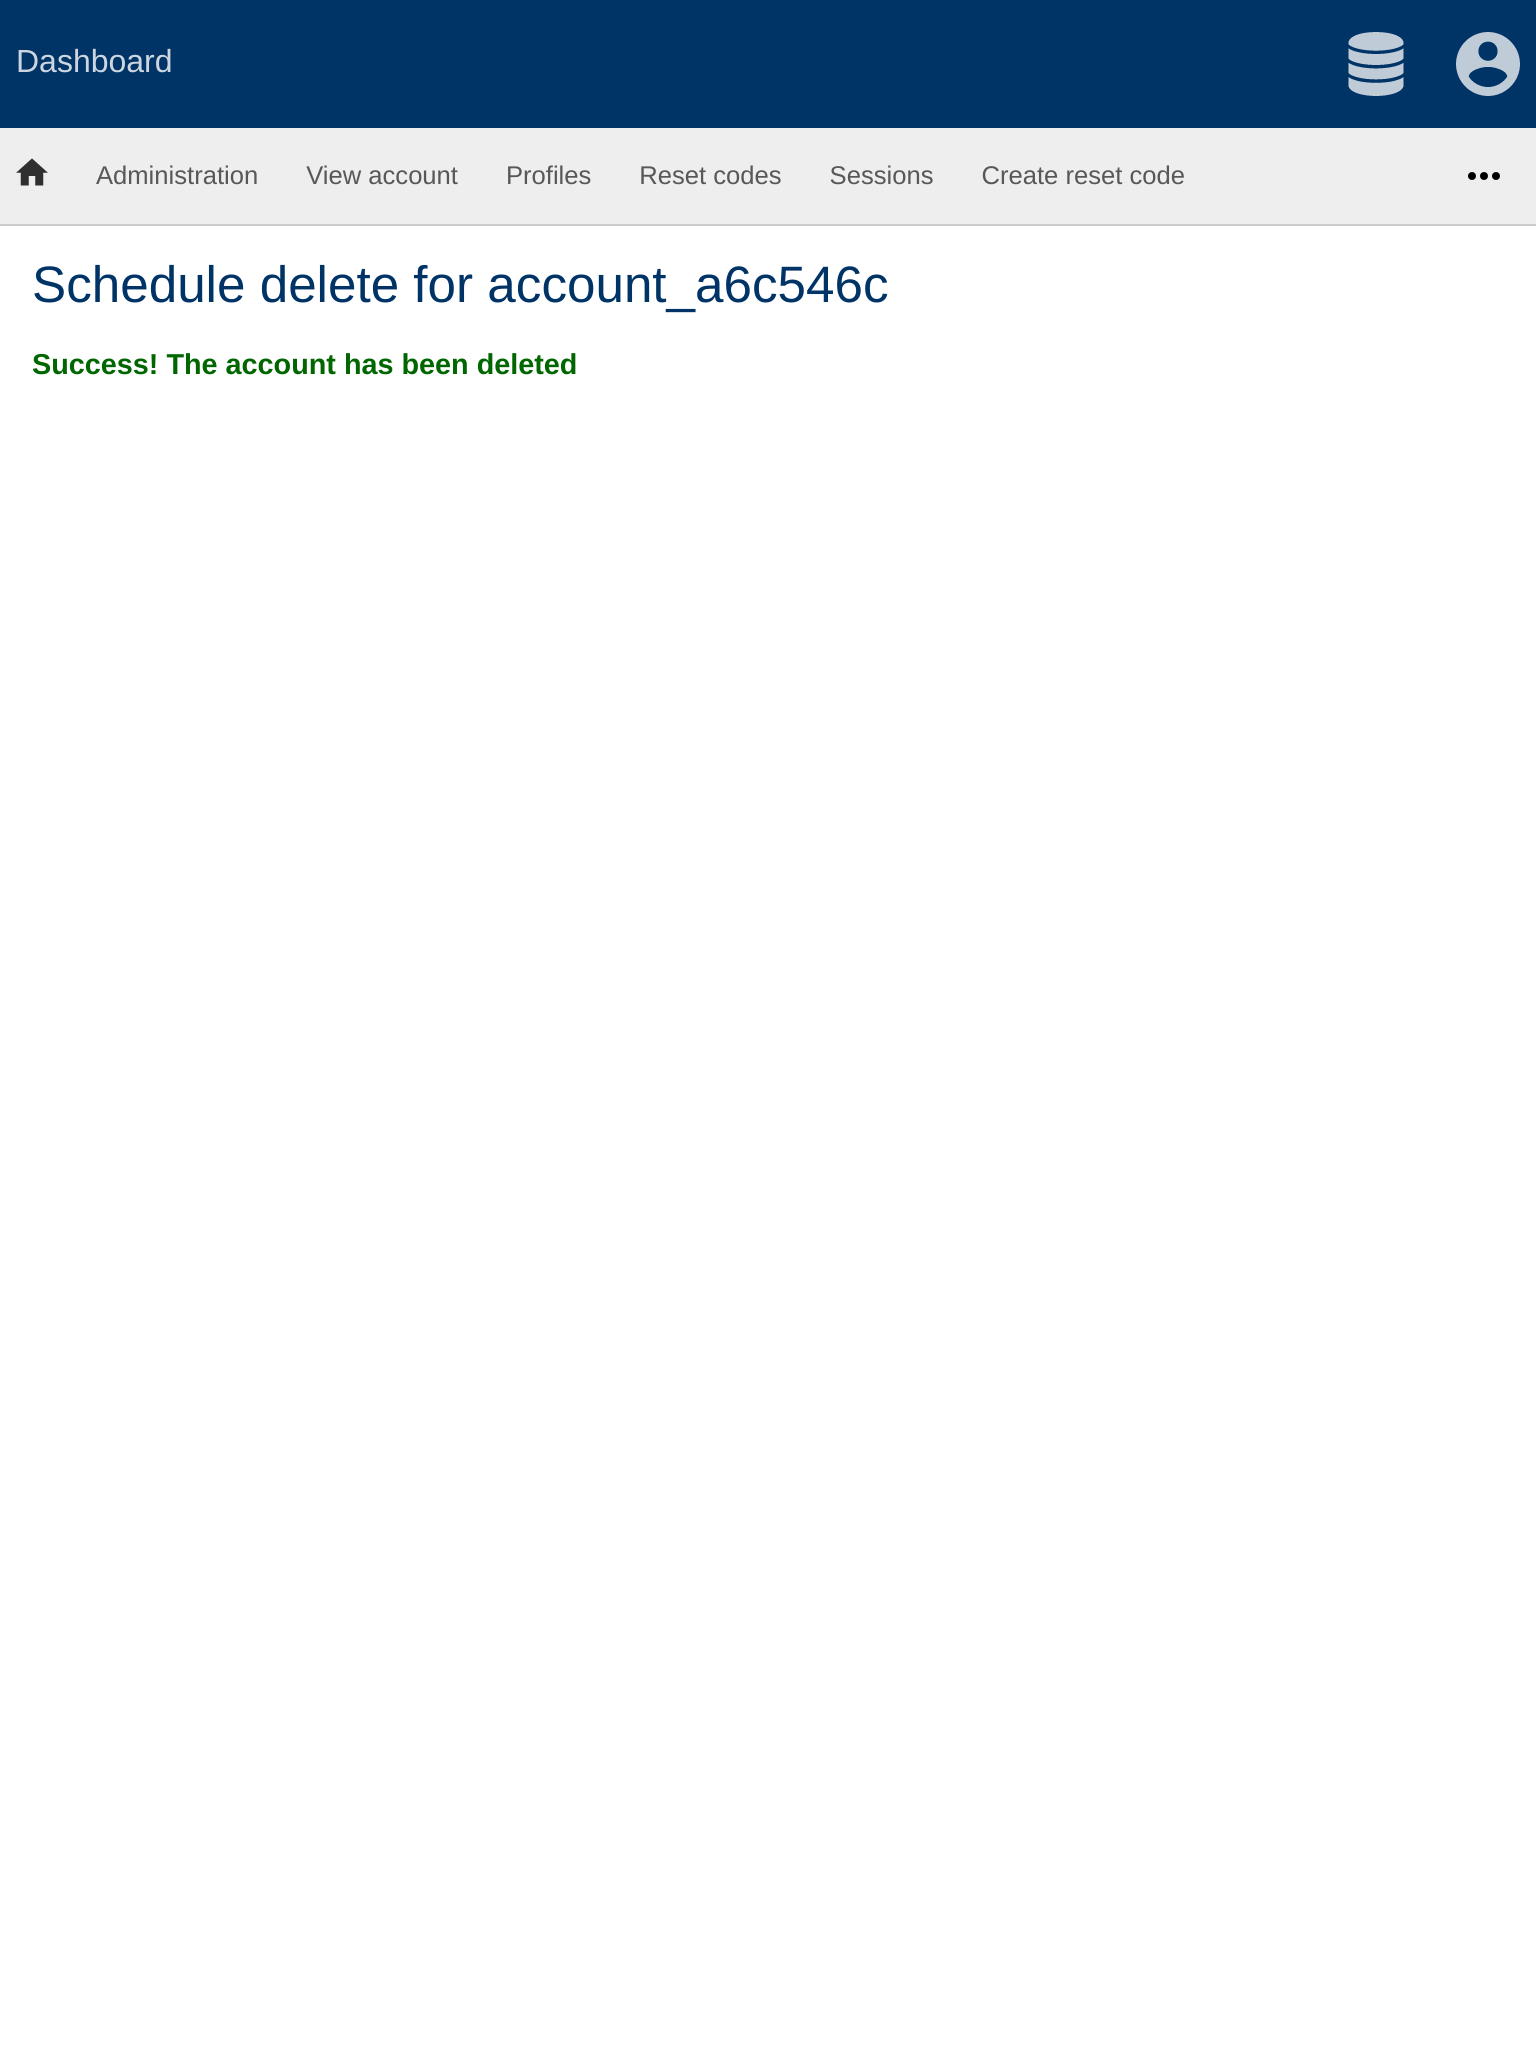 Dashboard
Administration View account Profiles Reset codes Sessions Create reset code
Schedule delete for account_a6c546c
Success! The account has been deleted